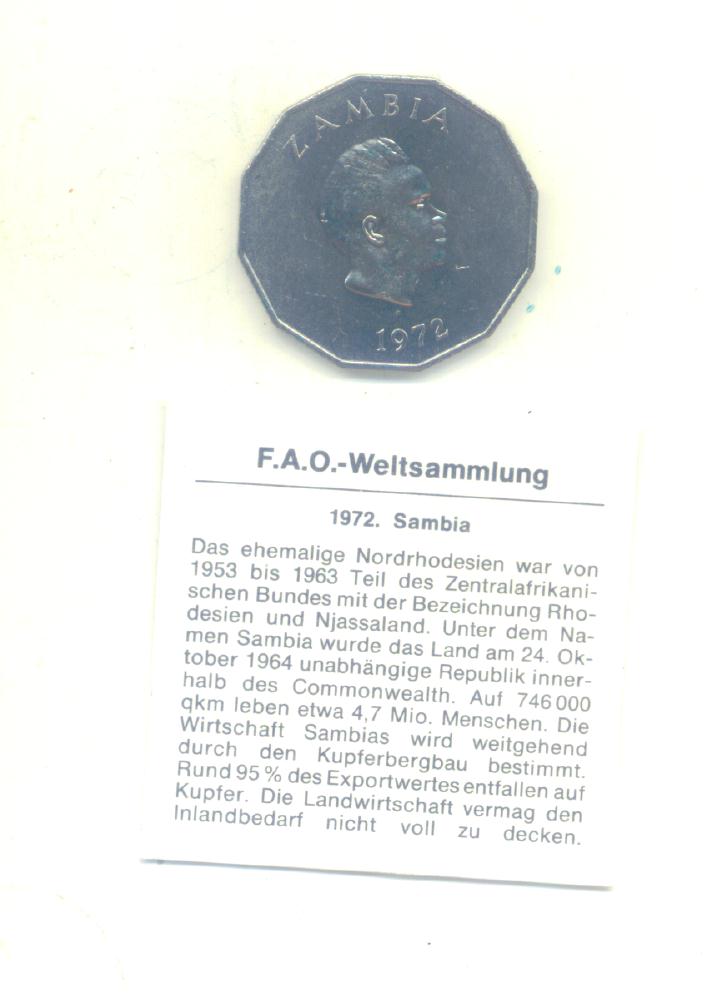 ZAMBIA
1972
F.A.O.-Weltsammlung
1972. Sambia
Das ehemalige Nordrhodesien war von
1953 bis 1963 Teil des Zentralafrikani-
schen Bundes mit der Bezeichnung Rho-
desien und Njassaland. Unter dem Na-
men Sambia wurde das Land am 24. Ok-
tober 1964 unabhängige Republik inner-
halb des Commonwealth. Auf 746 000
qkm leben etwa 4,7 Mio. Menschen. Die
Wirtschaft Sambias wird weitgehend
durch den Kupferbergbau bestimmt.
Rund 95 % des Exportwertes entfallen auf
Kupfer. Die Landwirtschaft vermag den
Inlandbedarf nicht voll zu decken.